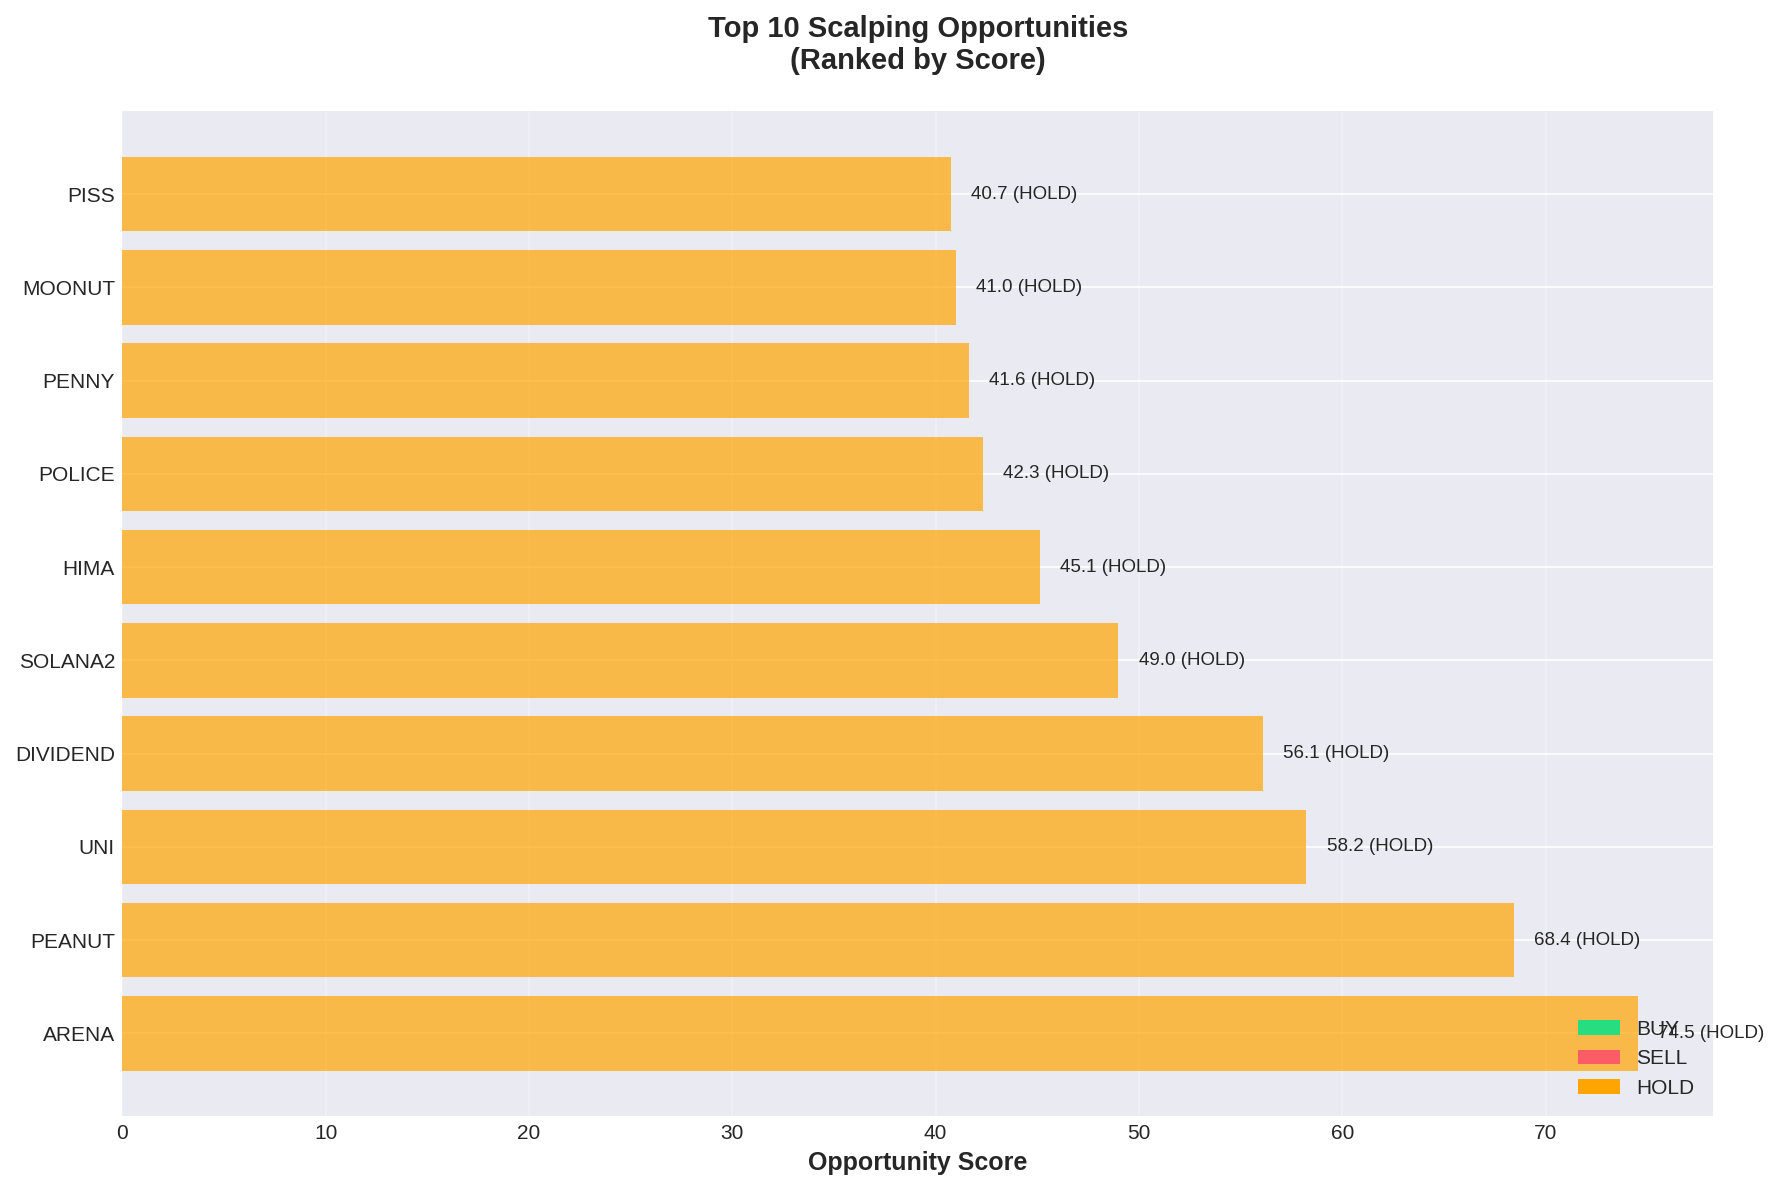 Top 10 Scalping Opportunities
(Ranked by Score)
PISS
40.7 (HOLD)
MOONUT
41.0 (HOLD)
PENNY
41.6 (HOLD)
POLICE
42.3 (HOLD)
HIMA
45.1 (HOLD)
SOLANA2
49.0 (HOLD)
DIVIDEND
56.1 (HOLD)
UNI
58.2 (HOLD)
PEANUT
68.4 (HOLD)
ARENA
74.5 (HOLD)
BUY
SELL
HOLD
0 10 20 30 40 50 60 70
Opportunity Score